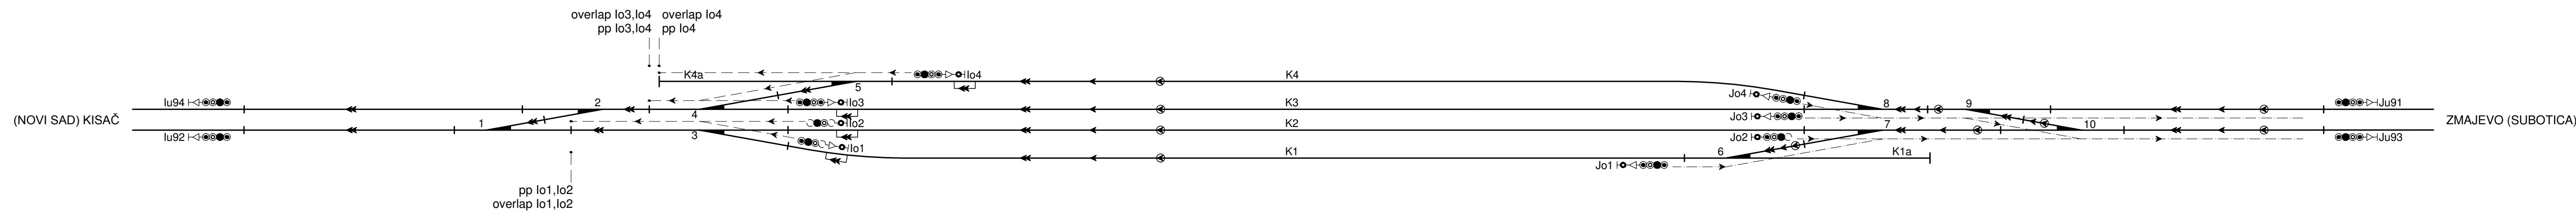 overlap Io3,Io4 overlap Io4
pp Io3,Io4 pp Io4
K4a Io4 K4
5
Iu94 2 Io3 K3 Jo4 8 9 Ju91
4 Jo3
(NOVI SAD) KISAČ ZMAJEVO (SUBOTICA)
1 Io2 K2 7 10
Iu92 3 Jo2 Ju93
Io1 K1 6 K1a
Jo1
pp Io1,Io2
overlap Io1,Io2